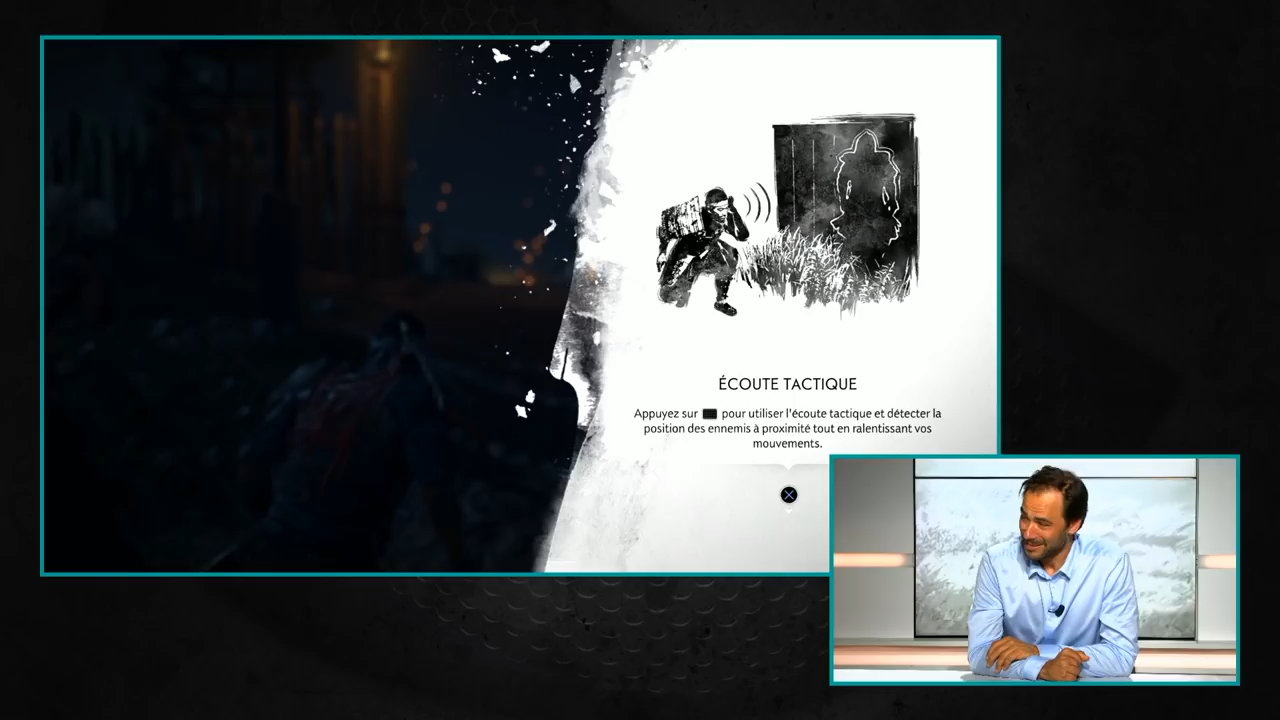 ÉCOUTE TACTIQUE
Appuyez sur pour utiliser l'écoute tactique et détecter la
position des ennemis à proximité tout en ralentissant vos
mouvements.